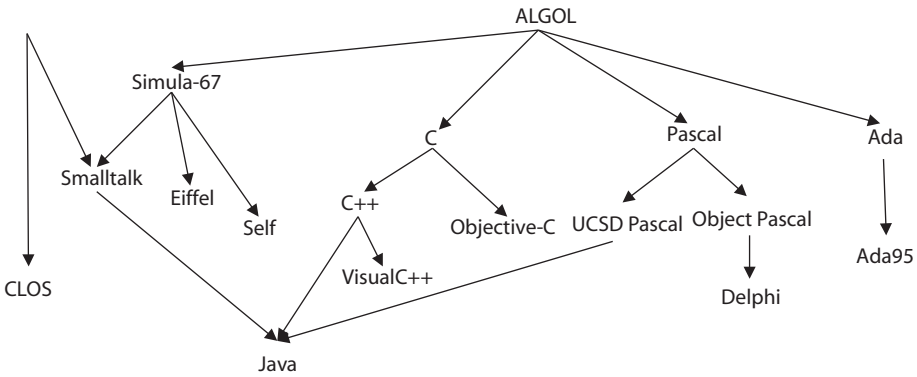 ALGOL
Simula-67
C
Pascal
Ada
Smalltalk
Eiffel
Self
C++
Objective-C
UCSD Pascal
Object Pascal
Ada95
CLOS
VisualC++
Delphi
Java